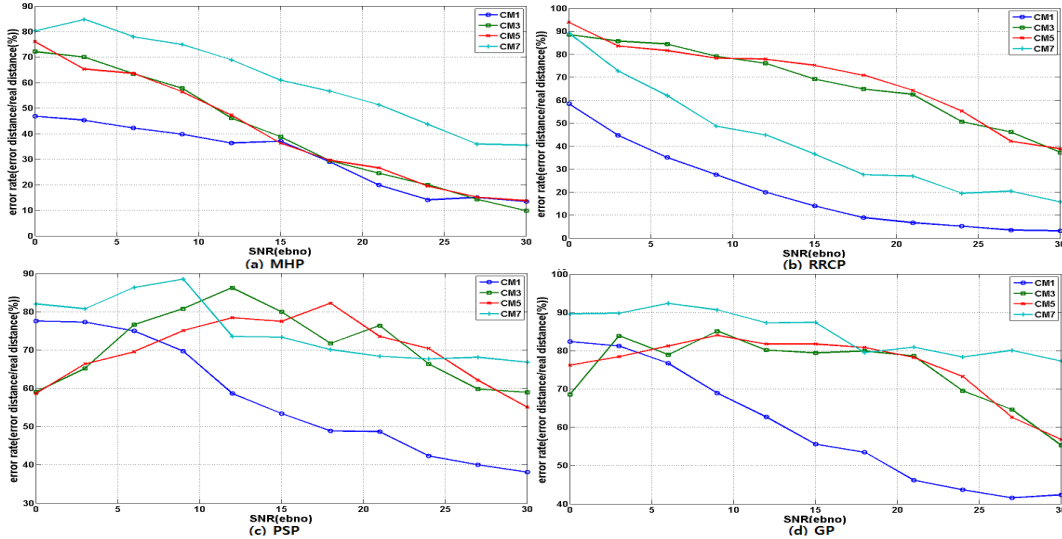 90
80
70
60
50
40
30
20
10
0
error rate(error distance/real distance(%))
0
5
10
15
20
25
30
SNR(ebno)
(a) MHP
CM1
CM3
CM5
CM7
100
90
80
70
60
50
40
30
20
10
0
error rate(error distance/real distance(%))
0
5
10
15
20
25
30
SNR(ebno)
(b) RRCP
CM1
CM3
CM5
CM7
90
80
70
60
50
40
30
error rate(error distance/real distance(%))
0
5
10
15
20
25
30
SNR(ebno)
(c) PSP
CM1
CM3
CM5
CM7
100
90
80
70
60
50
40
error rate(error distance/real distance(%))
0
5
10
15
20
25
30
SNR(ebno)
(d) GP
CM1
CM3
CM5
CM7